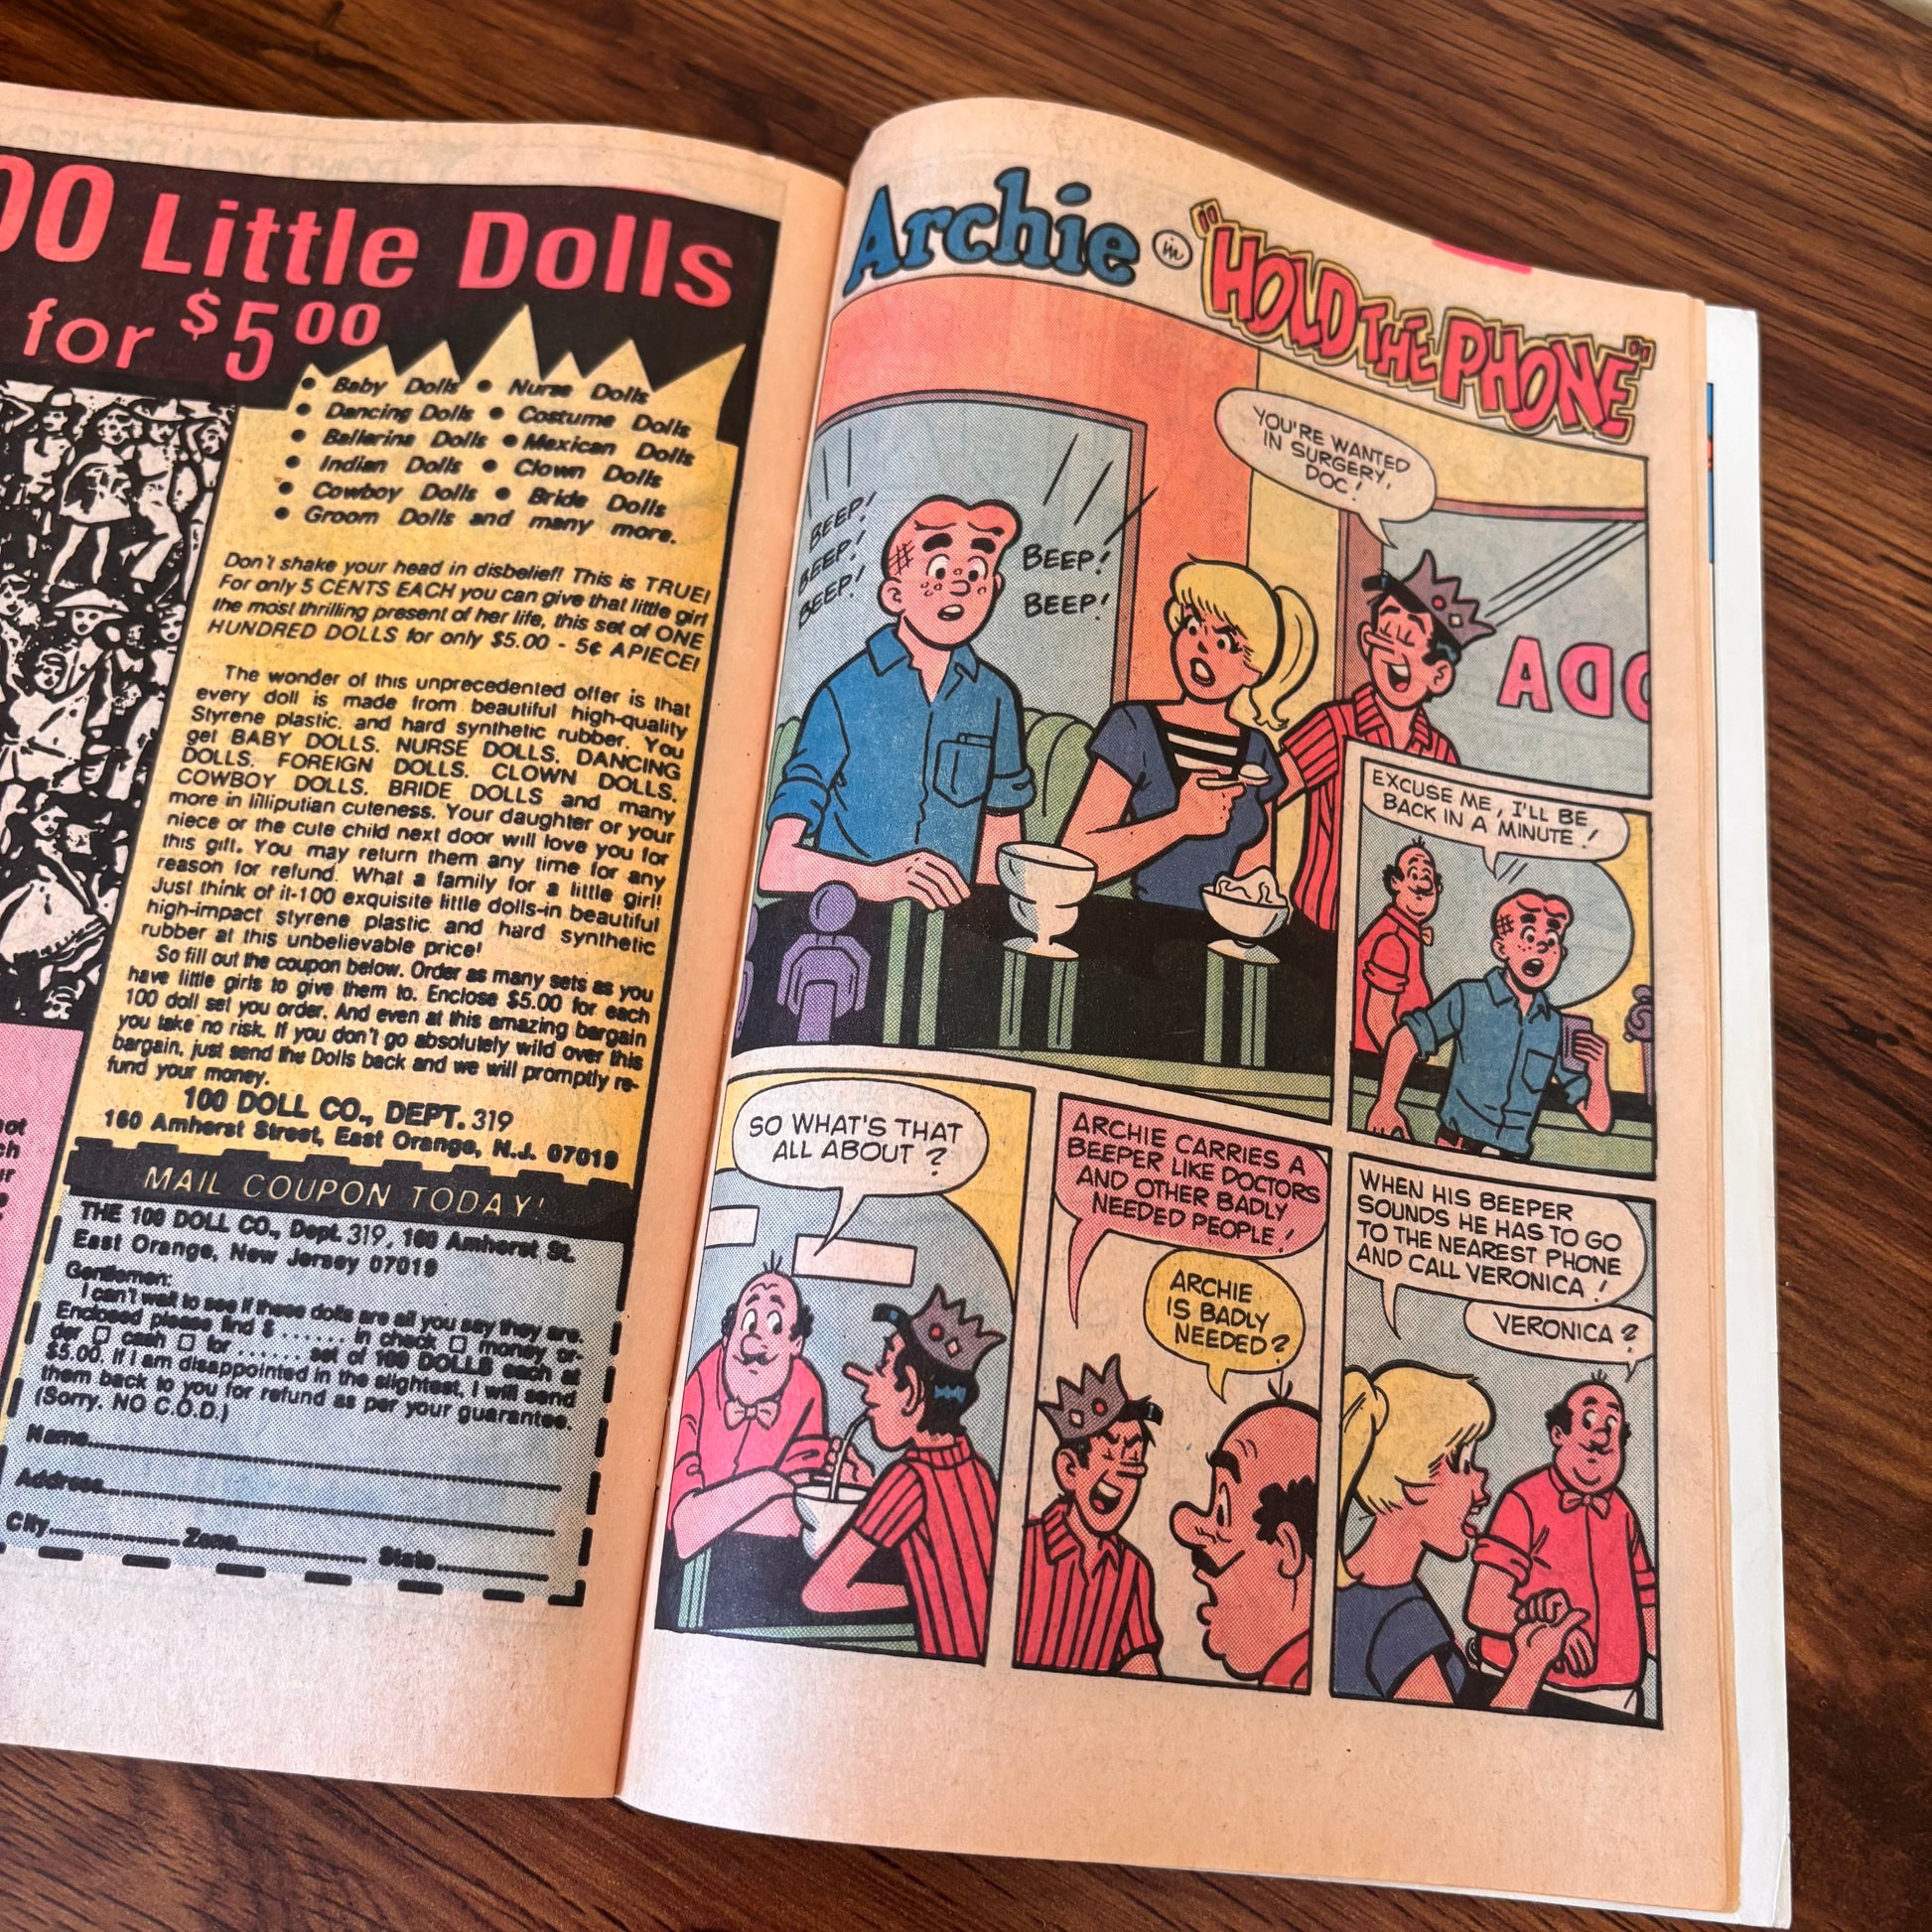 00 Little Dolls
for $5 00
• Baby Dolls • Nurse Dolls
• Dancing Dolls • Costume Dolls
• Ballerina Dolls • Mexican Dolls
• Indian Dolls • Clown Dolls
• Cowboy Dolls • Bride Dolls
• Groom Dolls and many more.
Don't shake your head in disbelief! This is TRUE!
For only 5 CENTS EACH you can give that little girl
the most thrilling present of her life, this set of ONE
HUNDRED DOLLS for only $5.00 - 5¢ APIECE!
The wonder of this unprecedented offer is that
every doll is made from beautiful high-quality
Styrene plastic, and hard synthetic rubber. You
get BABY DOLLS. NURSE DOLLS. DANCING
DOLLS. FOREIGN DOLLS. CLOWN DOLLS.
COWBOY DOLLS. BRIDE DOLLS and many
more in lilliputian cuteness. Your daughter or your
niece or the cute child next door will love you for
this gift. You may return them any time for any
reason for refund. What a family for a little girl!
Just think of it-100 exquisite little dolls-in beautiful
high-impact styrene plastic and hard synthetic
rubber at this unbelievable price!
So fill out the coupon below. Order as many sets as you
have little girls to give them to. Enclose $5.00 for each
100 doll set you order. And even at this amazing bargain
you take no risk. If you don't go absolutely wild over this
bargain, just send the Dolls back and we will promptly re-
fund your money.
100 DOLL CO., DEPT. 319
160 Amherst Street, East Orange, N.J. 07019
MAIL COUPON TODAY!
THE 100 DOLL CO., Dept. 319, 160 Amherst St.
East Orange, New Jersey 07019
Gentlemen:
I can't wait to see if these dolls are all you say they are.
Enclosed please find $ ....... in check ☐ money or-
der ☐ cash ☐ for ....... set of 100 DOLLS each at
$5.00. If I am disappointed in the slightest, I will send
them back to you for refund as per your guarantee.
(Sorry. NO C.O.D.)
Name
Address
City Zone State
Archie in "HOLD THE PHONE"
YOU'RE WANTED
IN SURGERY,
DOC!
BEEP!
BEEP!
BEEP!
BEEP!
BEEP!
ODA
EXCUSE ME, I'LL BE
BACK IN A MINUTE!
SO WHAT'S THAT
ALL ABOUT?
ARCHIE CARRIES A
BEEPER LIKE DOCTORS
AND OTHER BADLY
NEEDED PEOPLE!
ARCHIE
IS BADLY
NEEDED?
WHEN HIS BEEPER
SOUNDS HE HAS TO GO
TO THE NEAREST PHONE
AND CALL VERONICA!
VERONICA?